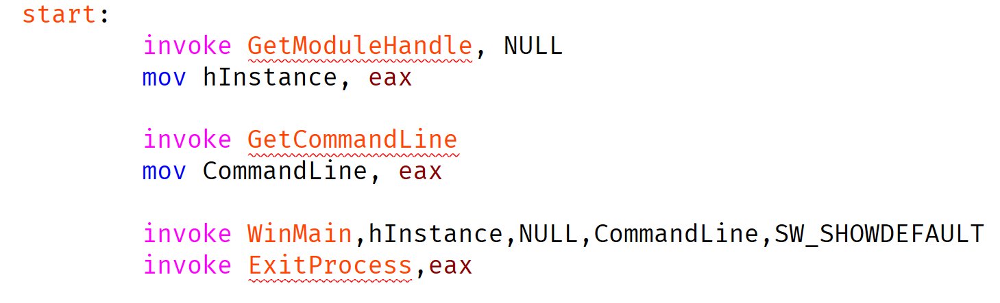 start:
invoke GetModuleHandle, NULL
mov hInstance, eax
invoke GetCommandLine
mov CommandLine, eax
invoke WinMain,hInstance,NULL,CommandLine,SW_SHOWDEFAULT
invoke ExitProcess,eax